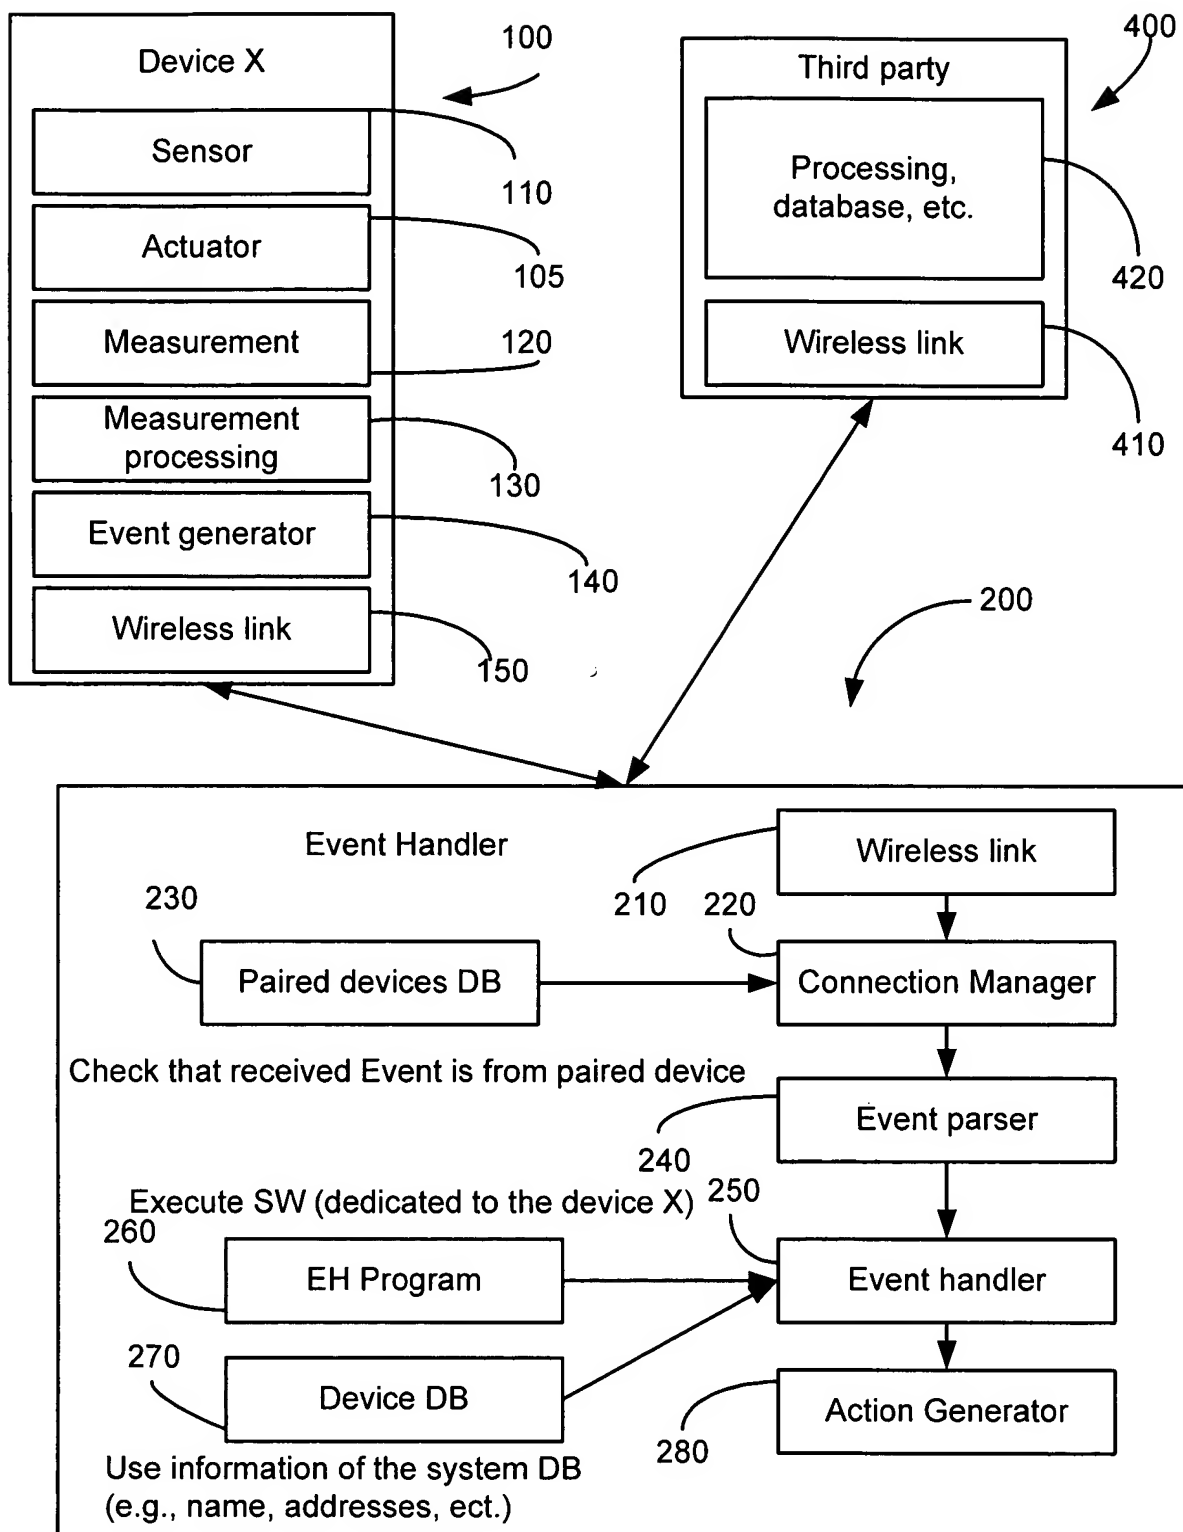 Device X
100
Sensor
110
Actuator
105
Measurement
120
Measurement
processing
130
Event generator
140
Wireless link
150
400
Third party
Processing,
database, etc.
420
Wireless link
410
200
Event Handler
Wireless link
210
220
230
Paired devices DB
Connection Manager
Check that received Event is from paired device
Event parser
240
Execute SW (dedicated to the device X)
250
260
EH Program
Event handler
270
Device DB
Action Generator
280
Use information of the system DB
(e.g., name, addresses, ect.)